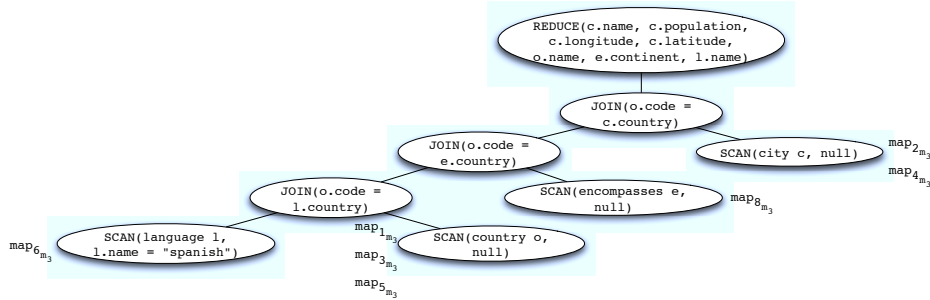 REDUCE(c.name, c.population,
c.longitude, c.latitude,
o.name, e.continent, l.name)
JOIN(o.code =
c.country)
JOIN(o.code =
e.country)
SCAN(city c, null)
map2m3
map4m3
JOIN(o.code =
l.country)
SCAN(encompasses e,
null)
map8m3
map6m3
SCAN(language l,
l.name = "spanish")
map1m3
map3m3
map5m3
SCAN(country o,
null)